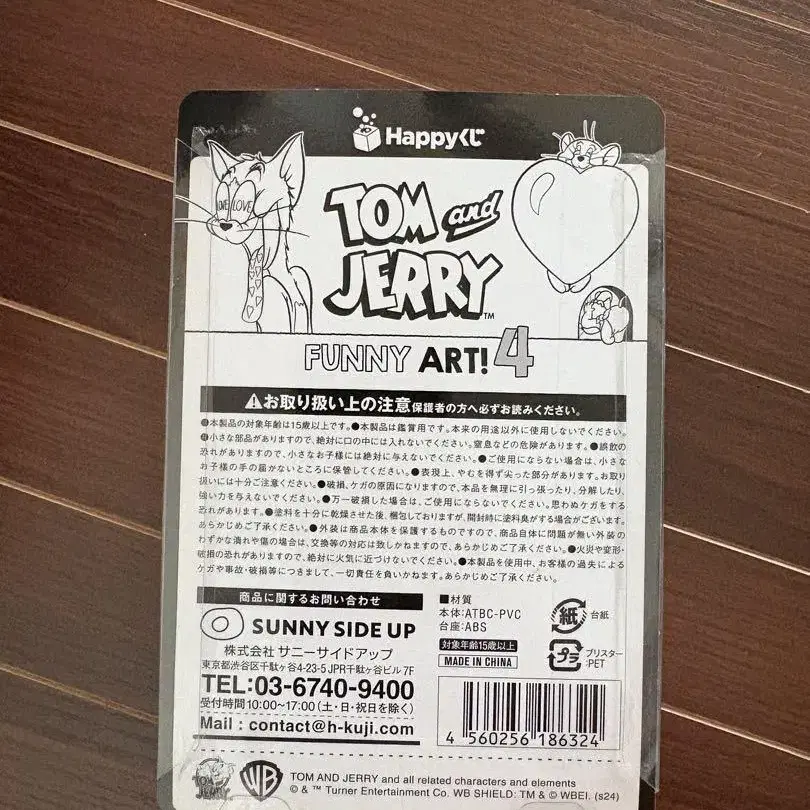 Happyくじ
LOVE LOVE
TOM and
JERRY™
FUNNY ART! 4
⚠お取り扱い上の注意 保護者の方へ必ずお読みください。
●本製品の対象年齢は15歳以上です。●本製品は鑑賞用です。本来の用途以外に使用しないでください。
●小さな部品がありますので、絶対に口の中には入れないでください。窒息などの危険があります。●誤飲の
恐れがありますので、小さなお子様には絶対に与えないでください。●ご使用にならない場合は、小さな
お子様の手の届かないところに保管してください。●表現上、やむを得ず尖った部分があります。お取り
扱いには十分ご注意ください。●破損、ケガの原因になりますので、本品を無理に引っ張ったり、分解したり、
強い力を与えないでください。●万一破損した場合は、ご使用にならないでください。思わぬケガをする
恐れがあります。●塗料を十分に乾燥させた後、梱包しておりますが、開封時に塗料臭がする場合がございます。
あらかじめご了承ください。●外装は商品本体を保護するものですので、商品自体に問題が無い外装の
わずかな潰れや傷の場合は、交換等の対応は致しかねますので、あらかじめご了承ください。●火災や変形・
破損の恐れがありますので、絶対に火気に近づけないでください。●本製品を使用中、お客様の過失による
ケガや事故・破損等につきまして、一切責任を負いかねます。あらかじめご了承ください。
商品に関するお問い合わせ
SUNNY SIDE UP
株式会社 サニーサイドアップ
東京都渋谷区千駄ヶ谷4-23-5 JPR千駄ヶ谷ビル 7F
TEL:03-6740-9400
受付時間10:00~17:00（土・日・祝日を除く）
Mail : contact@h-kuji.com
■材質
本体:ATBC-PVC
台座:ABS
対象年齢15歳以上
MADE IN CHINA
紙 台紙
プラ ブリスター
:PET
4 560256 186324
TOM AND JERRY
WB
TOM AND JERRY and all related characters and elements
© & ™ Turner Entertainment Co. WB SHIELD: TM & © WBEI. (s24)